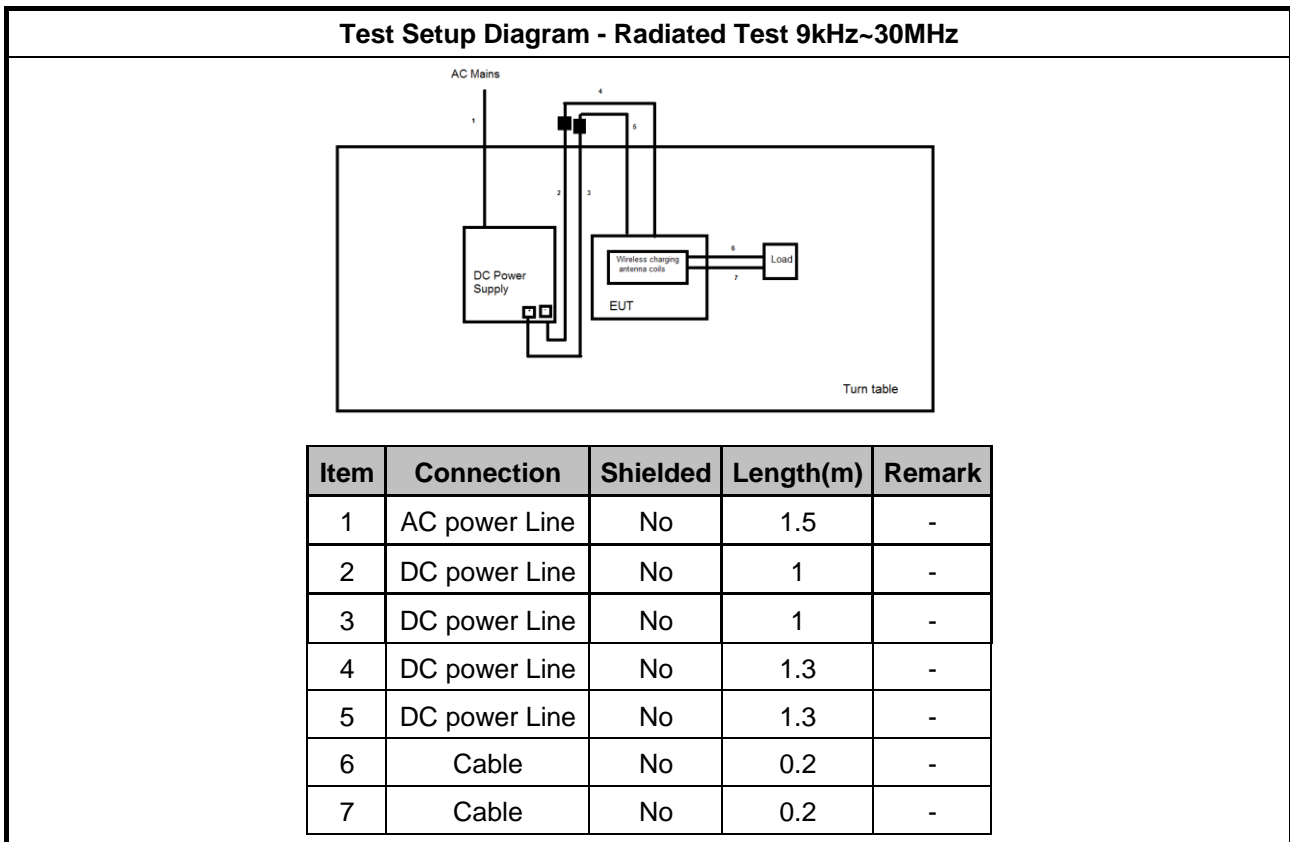 Test Setup Diagram - Radiated Test 9kHz~30MHz
AC Mains
4
1
5
2
3
Wireless charging
antenna coils
6
Load
7
DC Power
Supply
EUT
Turn table
Item Connection Shielded Length(m) Remark
1 AC power Line No 1.5 -
2 DC power Line No 1 -
3 DC power Line No 1 -
4 DC power Line No 1.3 -
5 DC power Line No 1.3 -
6 Cable No 0.2 -
7 Cable No 0.2 -